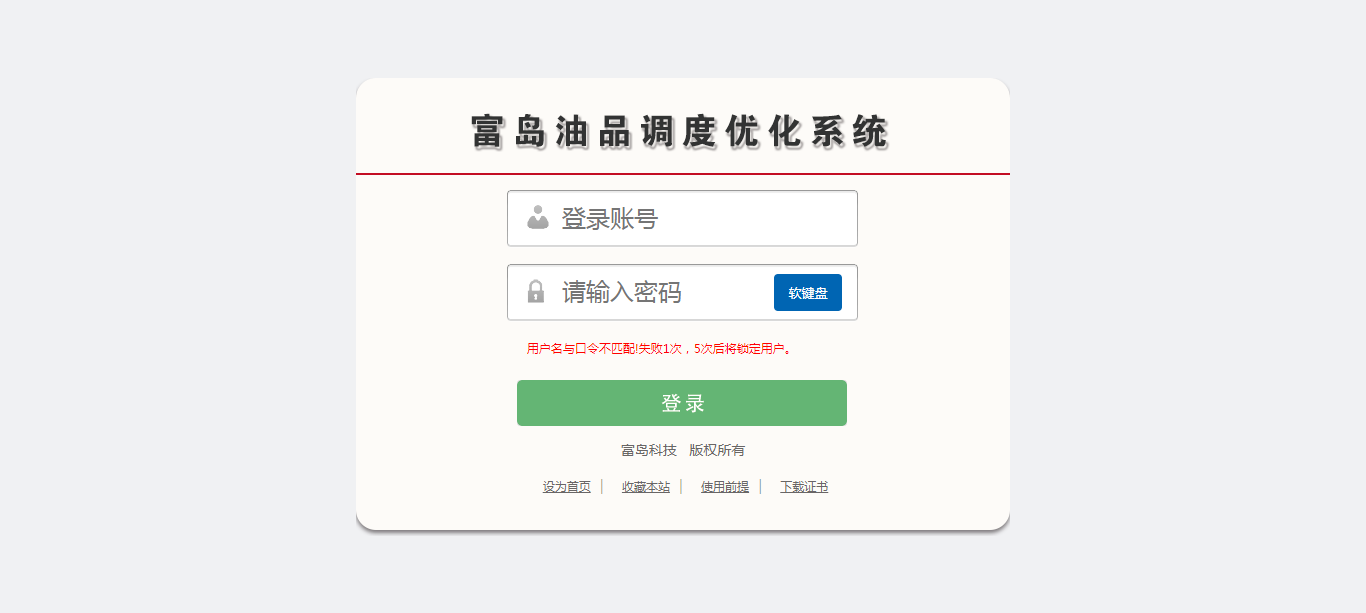 富岛油品调度优化系统
登录账号
请输入密码 软键盘
用户名与口令不匹配!失败1次，5次后将锁定用户。
登录
富岛科技 版权所有
设为首页 | 收藏本站 | 使用前提 | 下载证书